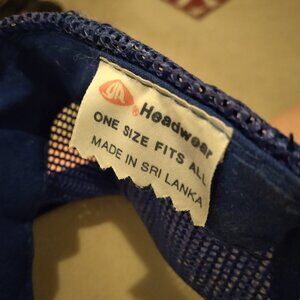 Headwear
ONE SIZE FITS ALL
MADE IN SRI LANKA